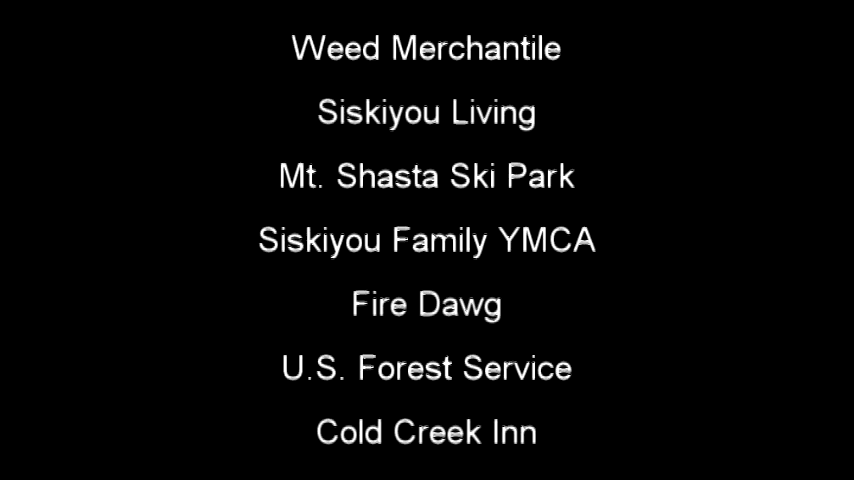 Weed Merchantile
Siskiyou Living
Mt. Shasta Ski Park
Siskiyou Family YMCA
Fire Dawg
U.S. Forest Service
Cold Creek Inn